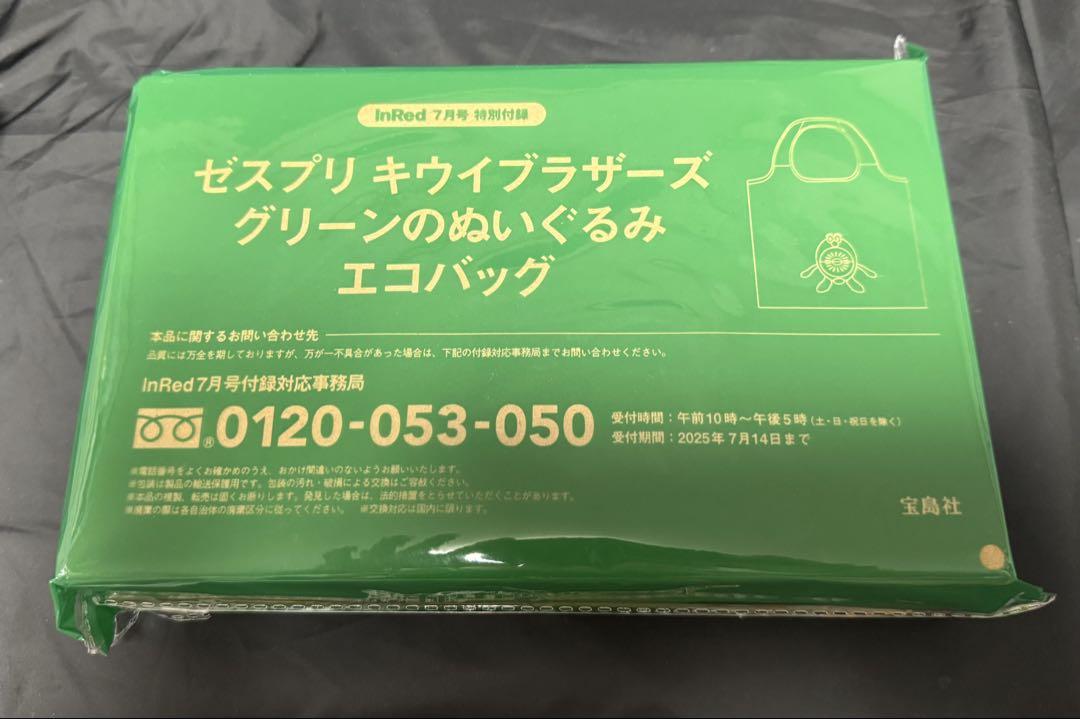 InRed 7月号 特別付録
ゼスプリ キウイブラザーズ
グリーンのぬいぐるみ
エコバッグ
本品に関するお問い合わせ先
品質には万全を期しておりますが、万が一不具合があった場合は、下記の付録対応事務局までお問い合わせください。
InRed7月号付録対応事務局
®0120-053-050
受付時間：午前10時～午後5時（土・日・祝日を除く）
受付期間：2025年7月14日まで
※電話番号をよくお確かめのうえ、おかけ間違いのないようお願いいたします。
※包装は製品の輸送保護用です。包装の汚れ・破損による交換はご容赦ください。
※本品の複製、転売は固くお断りします。発見した場合は、法的措置をとらせていただくことがあります。
※廃棄の際は各自治体の廃棄区分に従ってください。 ※交換対応は国内に限ります。
宝島社